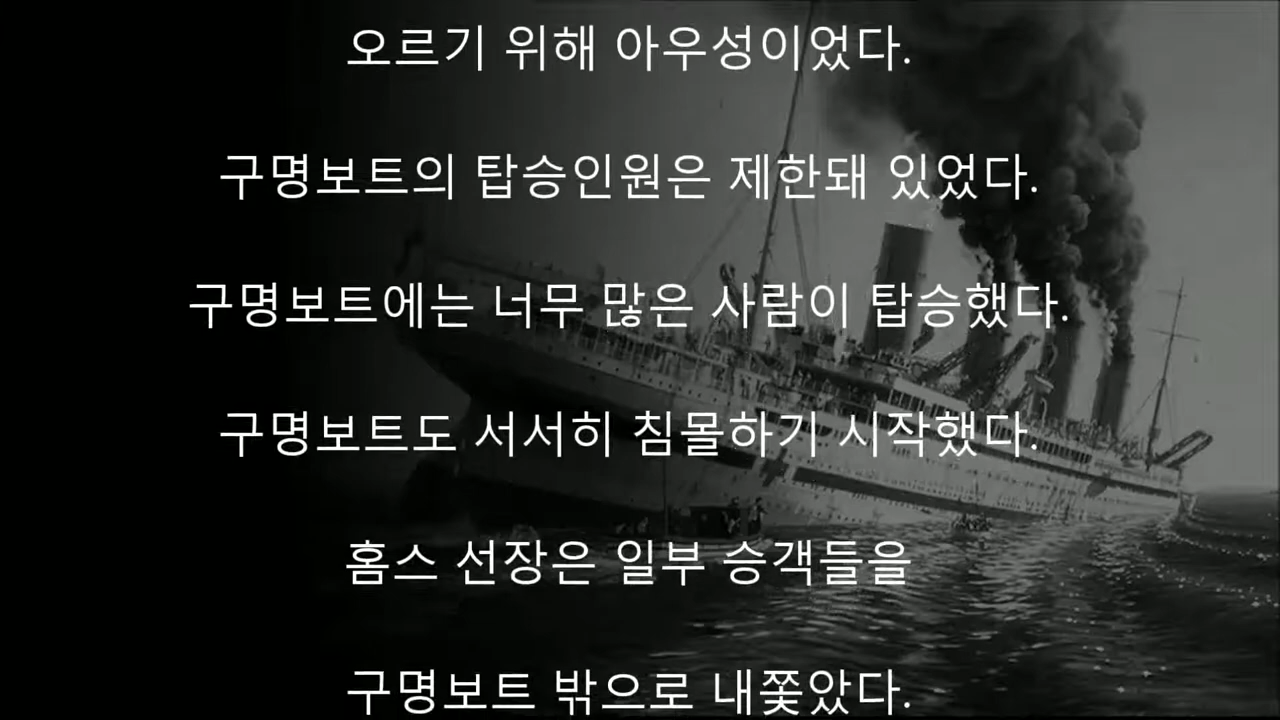 오르기 위해 아우성이었다.
구명보트의 탑승인원은 제한돼 있었다.
구명보트에는 너무 많은 사람이 탑승했다.
구명보트도 서서히 침몰하기 시작했다.
홈스 선장은 일부 승객들을
구명보트 밖으로 내쫓았다.